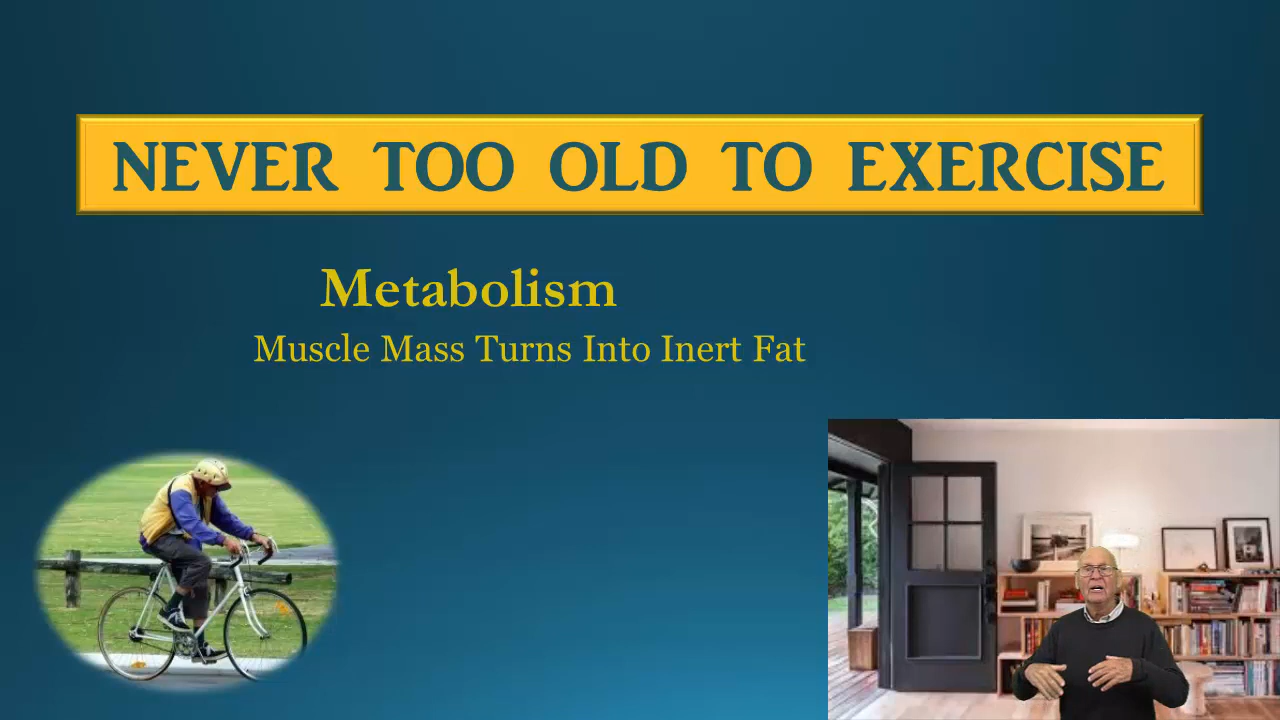 NEVER TOO OLD TO EXERCISE
Metabolism
Muscle Mass Turns Into Inert Fat